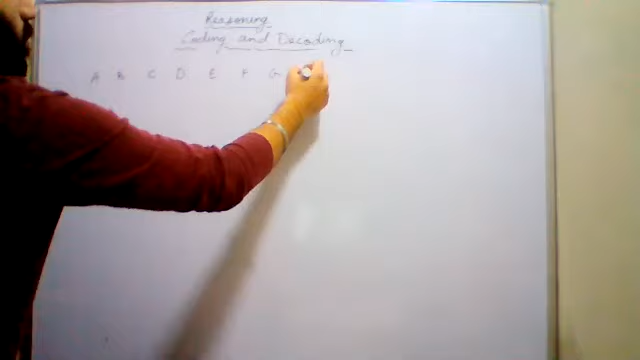 Reasoning
Coding and Decoding
A B C D E F G